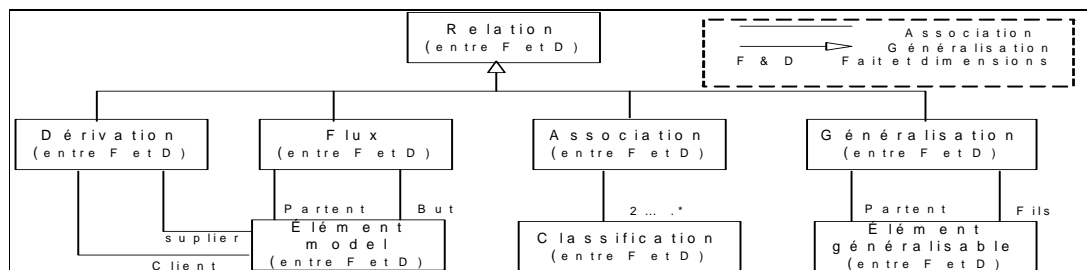 Relation
(entre F et D)
Association
Généralisation
F & D Fait et dimensions
Dérivation
(entre F et D)
Flux
(entre F et D)
Association
(entre F et D)
Généralisation
(entre F et D)
Partent
But
2 ... .*
Partent
Fils
suplier
Client
Élément
model
(entre F et D)
Classification
(entre F et D)
Élément
généralisable
(entre F et D)